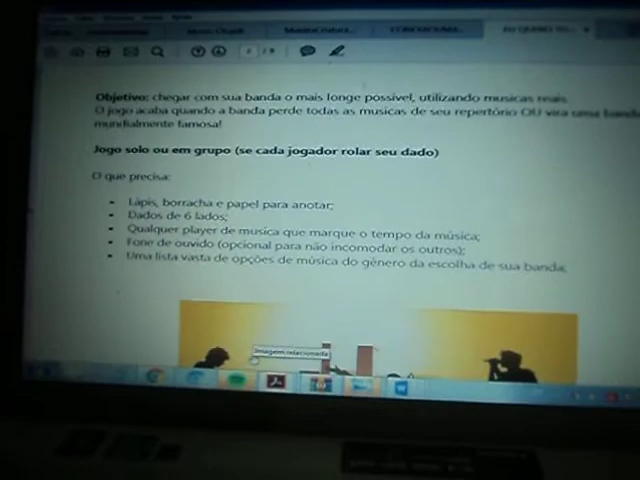 Objetivo: chegar com sua banda o mais longe possível, utilizando musicas reais.
O jogo acaba quando a banda perde todas as musicas de seu repertório OU vira uma banda
mundialmente famosa!
Jogo solo ou em grupo (se cada jogador rolar seu dado)
O que precisa:
- Lápis, borracha e papel para anotar;
- Dados de 6 lados;
- Qualquer player de musica que marque o tempo da música;
- Fone de ouvido (opcional para não incomodar os outros);
- Uma lista vasta de opções de música do gênero da escolha de sua banda;
Imagem relacionada